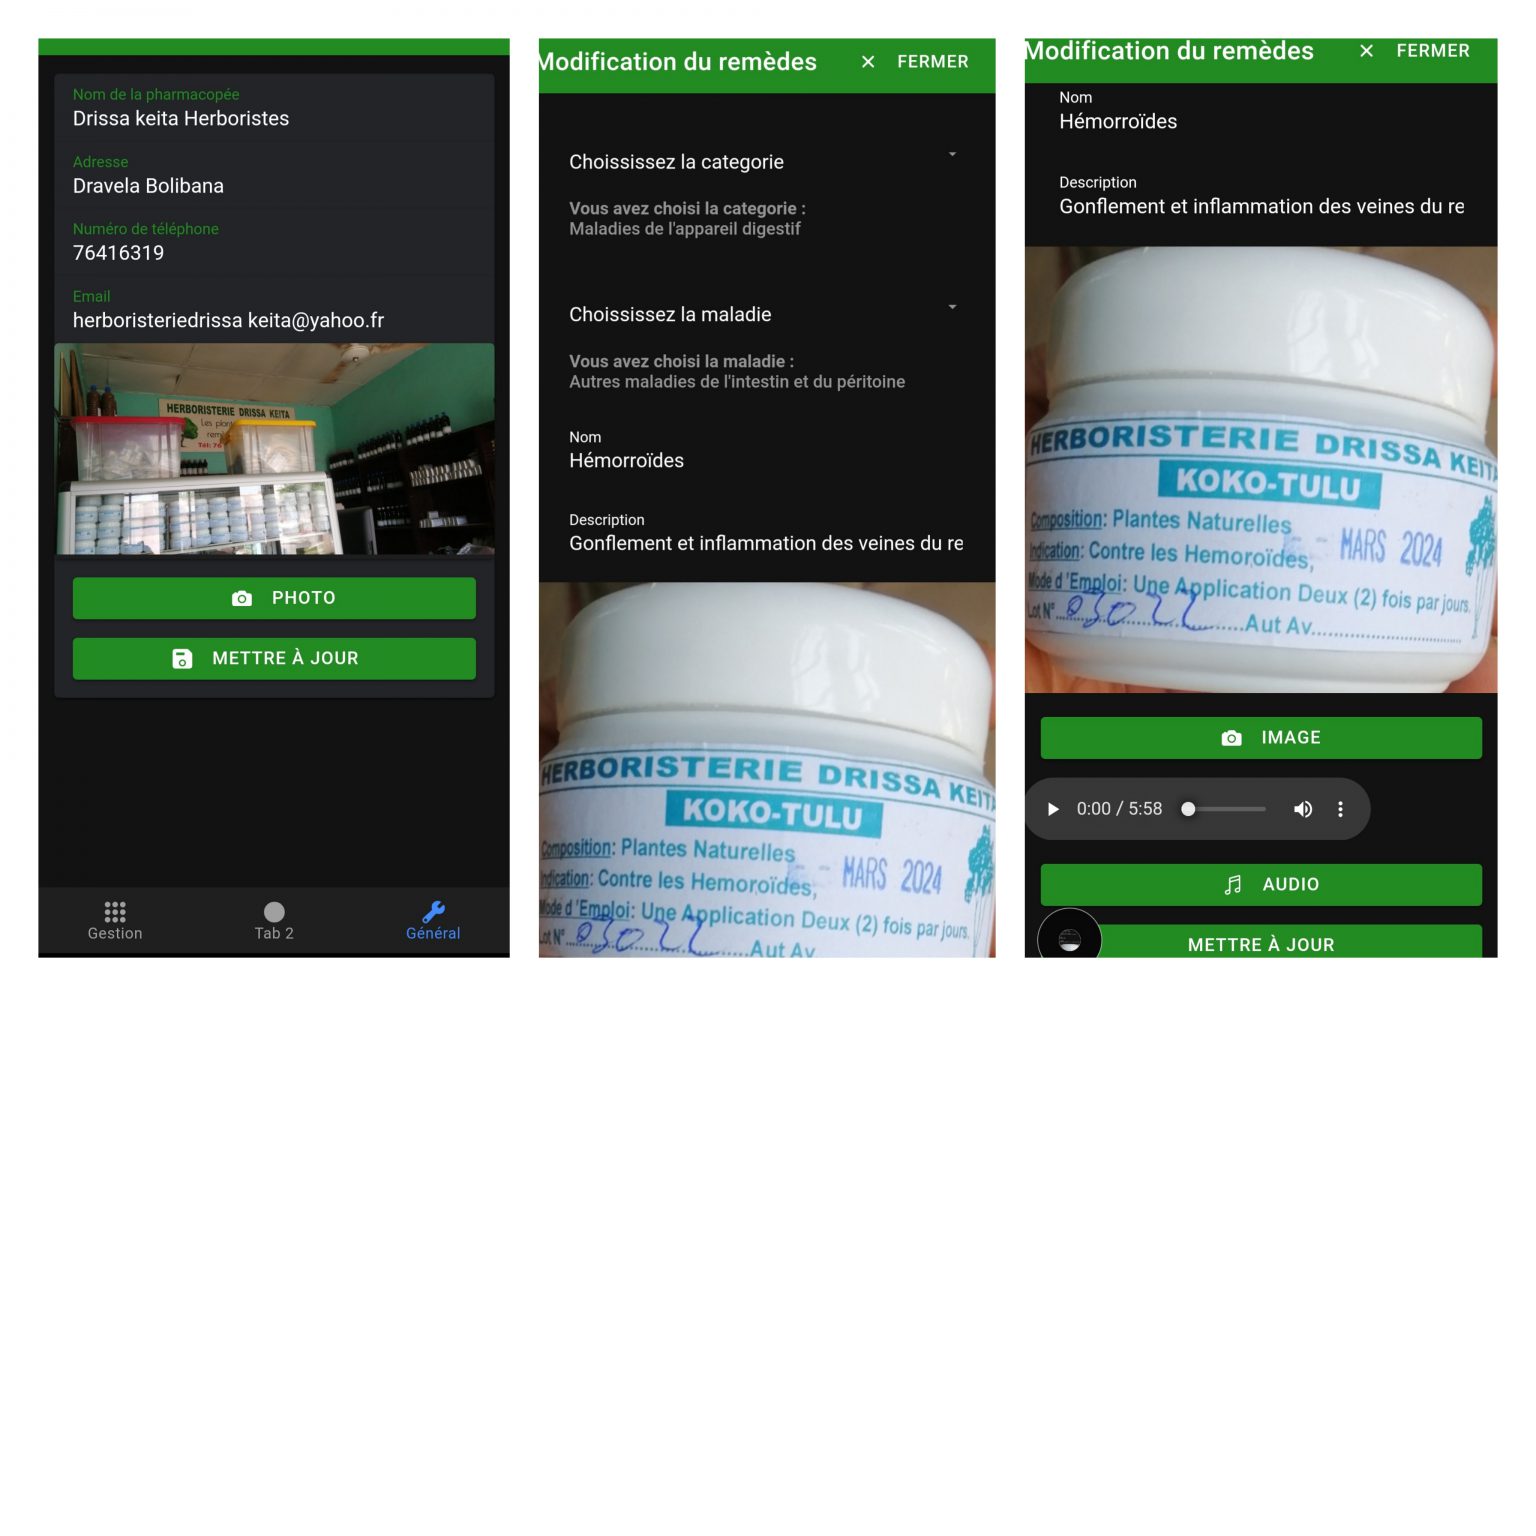 Nom de la pharmacopée
Drissa keita Herboristes
Adresse
Dravela Bolibana
Numéro de téléphone
76416319
Email
herboristeriedrissa keita@yahoo.fr
HERBORISTERIE DRISSA KEITA
Les plant
remè
Tél: 76
PHOTO
METTRE À JOUR
Gestion
Tab 2
Général
Modification du remèdes
FERMER
Choississez la categorie
Vous avez choisi la categorie :
Maladies de l'appareil digestif
Choississez la maladie
Vous avez choisi la maladie :
Autres maladies de l'intestin et du péritoine
Nom
Hémorroïdes
Description
Gonflement et inflammation des veines du re
HERBORISTERIE DRISSA KEITA
KOKO-TULU
Composition: Plantes Naturelles
MARS 2024
Indication: Contre les Hemoroïdes,
Mode d'Emploi: Une Application Deux (2) fois par jours.
Lot N° 03022 Aut Av
Modification du remèdes
FERMER
Nom
Hémorroïdes
Description
Gonflement et inflammation des veines du re
HERBORISTERIE DRISSA KEITA
KOKO-TULU
Composition: Plantes Naturelles
MARS 2024
Indication: Contre les Hemoroïdes,
Mode d'Emploi: Une Application Deux (2) fois par jours.
Lot N° 03022 Aut Av
IMAGE
0:00 / 5:58
AUDIO
METTRE À JOUR